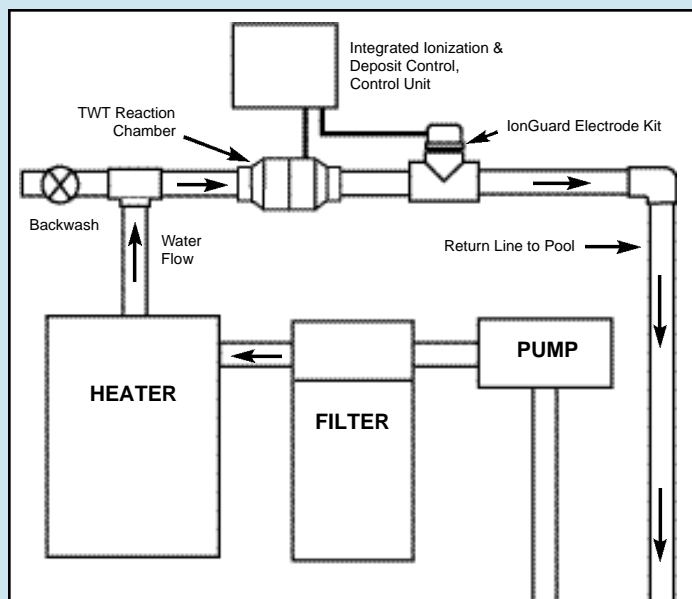 Integrated Ionization &
Deposit Control,
Control Unit
TWT Reaction
Chamber
IonGuard Electrode Kit
Backwash
Water
Flow
Return Line to Pool
HEATER
FILTER
PUMP